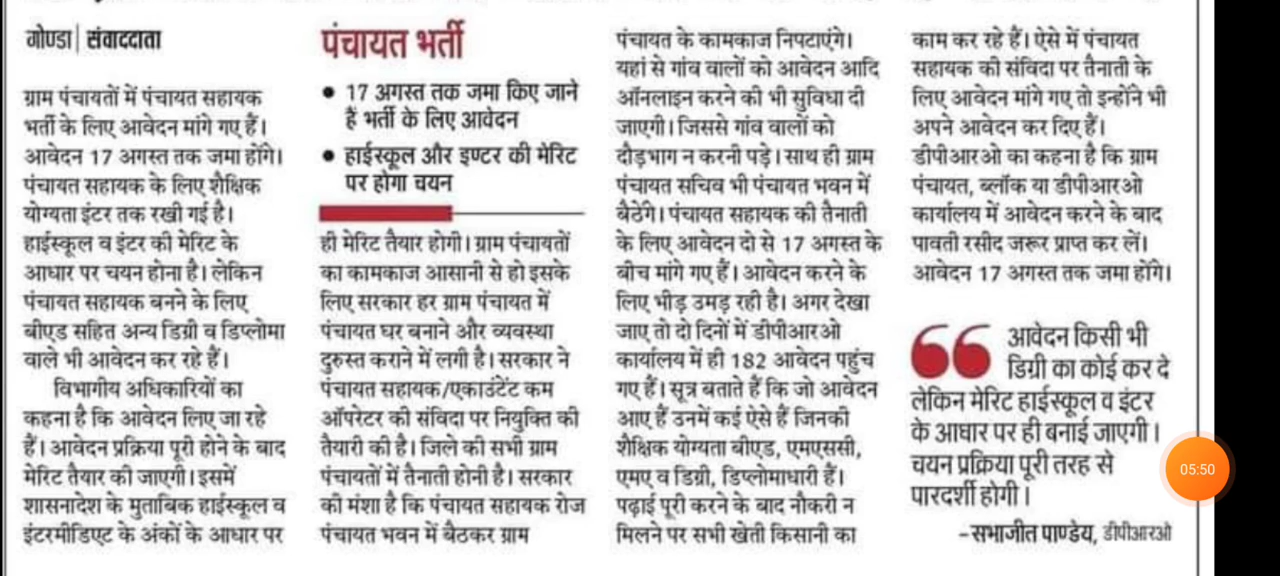 गोण्डा | संवाददाता
ग्राम पंचायतों में पंचायत सहायक
भर्ती के लिए आवेदन मांगे गए हैं।
आवेदन 17 अगस्त तक जमा होंगे।
पंचायत सहायक के लिए शैक्षिक
योग्यता इंटर तक रखी गई है।
हाईस्कूल व इंटर की मेरिट के
आधार पर चयन होना है। लेकिन
पंचायत सहायक बनने के लिए
बीएड सहित अन्य डिग्री व डिप्लोमा
वाले भी आवेदन कर रहे हैं।
विभागीय अधिकारियों का
कहना है कि आवेदन लिए जा रहे
हैं। आवेदन प्रक्रिया पूरी होने के बाद
मेरिट तैयार की जाएगी। इसमें
शासनादेश के मुताबिक हाईस्कूल व
इंटरमीडिएट के अंकों के आधार पर
पंचायत भर्ती
• 17 अगस्त तक जमा किए जाने
हैं भर्ती के लिए आवेदन
• हाईस्कूल और इण्टर की मेरिट
पर होगा चयन
ही मेरिट तैयार होगी। ग्राम पंचायतों
का कामकाज आसानी से हो इसके
लिए सरकार हर ग्राम पंचायत में
पंचायत घर बनाने और व्यवस्था
दुरुस्त कराने में लगी है। सरकार ने
पंचायत सहायक/एकाउंटेंट कम
ऑपरेटर की संविदा पर नियुक्ति की
तैयारी की है। जिले की सभी ग्राम
पंचायतों में तैनाती होनी है। सरकार
की मंशा है कि पंचायत सहायक रोज
पंचायत भवन में बैठकर ग्राम
पंचायत के कामकाज निपटाएंगे।
यहां से गांव वालों को आवेदन आदि
ऑनलाइन करने की भी सुविधा दी
जाएगी। जिससे गांव वालों को
दौड़भाग न करनी पड़े। साथ ही ग्राम
पंचायत सचिव भी पंचायत भवन में
बैठेंगे। पंचायत सहायक की तैनाती
के लिए आवेदन दो से 17 अगस्त के
बीच मांगे गए हैं। आवेदन करने के
लिए भीड़ उमड़ रही है। अगर देखा
जाए तो दो दिनों में डीपीआरओ
कार्यालय में ही 182 आवेदन पहुंच
गए हैं। सूत्र बताते हैं कि जो आवेदन
आए हैं उनमें कई ऐसे हैं जिनकी
शैक्षिक योग्यता बीएड, एमएससी,
एमए व डिग्री, डिप्लोमाधारी हैं।
पढ़ाई पूरी करने के बाद नौकरी न
मिलने पर सभी खेती किसानी का
काम कर रहे हैं। ऐसे में पंचायत
सहायक की संविदा पर तैनाती के
लिए आवेदन मांगे गए तो इन्होंने भी
अपने आवेदन कर दिए हैं।
डीपीआरओ का कहना है कि ग्राम
पंचायत, ब्लॉक या डीपीआरओ
कार्यालय में आवेदन करने के बाद
पावती रसीद जरूर प्राप्त कर लें।
आवेदन 17 अगस्त तक जमा होंगे।
❝ आवेदन किसी भी
डिग्री का कोई कर दे
लेकिन मेरिट हाईस्कूल व इंटर
के आधार पर ही बनाई जाएगी।
चयन प्रक्रिया पूरी तरह से
पारदर्शी होगी।
–सभाजीत पाण्डेय, डीपीआरओ
05:50